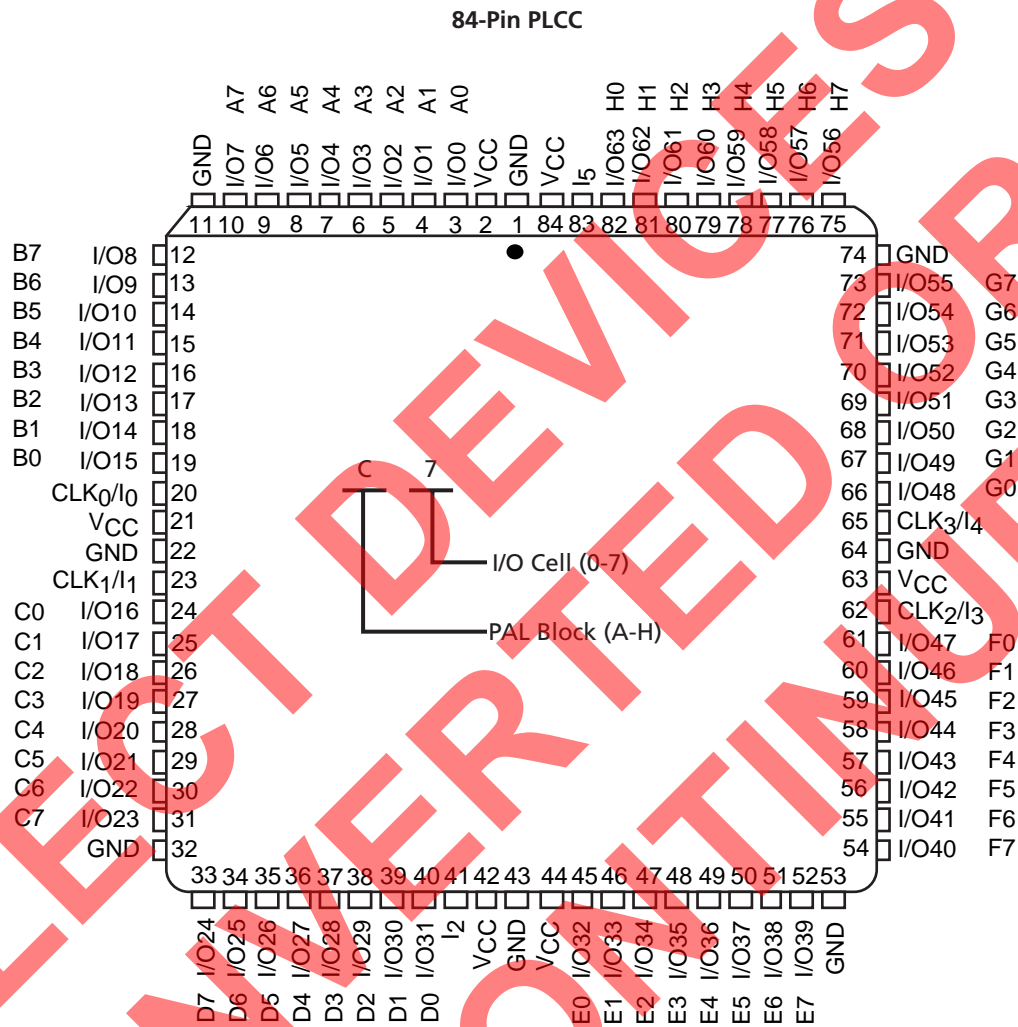 84-Pin PLCC
A7 A6 A5 A4 A3 A2 A1 A0 H0 H1 H2 H3 H4 H5 H6 H7
GND I/O7 I/O6 I/O5 I/O4 I/O3 I/O2 I/O1 I/O0 VCC GND VCC I5 I/O63 I/O62 I/O61 I/O60 I/O59 I/O58 I/O57 I/O56
11 10 9 8 7 6 5 4 3 2 1 84 83 82 81 80 79 78 77 76 75
B7 I/O8 12 74 GND
B6 I/O9 13 73 I/O55 G7
B5 I/O10 14 72 I/O54 G6
B4 I/O11 15 71 I/O53 G5
B3 I/O12 16 70 I/O52 G4
B2 I/O13 17 69 I/O51 G3
B1 I/O14 18 68 I/O50 G2
B0 I/O15 19 67 I/O49 G1
CLK0/I0 20 66 I/O48 G0
VCC 21 65 CLK3/I4
GND 22 64 GND
CLK1/I1 23 63 VCC
C0 I/O16 24 62 CLK2/I3
C1 I/O17 25 61 I/O47 F0
C2 I/O18 26 60 I/O46 F1
C3 I/O19 27 59 I/O45 F2
C4 I/O20 28 58 I/O44 F3
C5 I/O21 29 57 I/O43 F4
C6 I/O22 30 56 I/O42 F5
C7 I/O23 31 55 I/O41 F6
GND 32 54 I/O40 F7
C 7
I/O Cell (0-7)
PAL Block (A-H)
33 34 35 36 37 38 39 40 41 42 43 44 45 46 47 48 49 50 51 52 53
I/O24 I/O25 I/O26 I/O27 I/O28 I/O29 I/O30 I/O31 I2 VCC GND VCC I/O32 I/O33 I/O34 I/O35 I/O36 I/O37 I/O38 I/O39 GND
D7 D6 D5 D4 D3 D2 D1 D0 E0 E1 E2 E3 E4 E5 E6 E7
DEVICES
OR